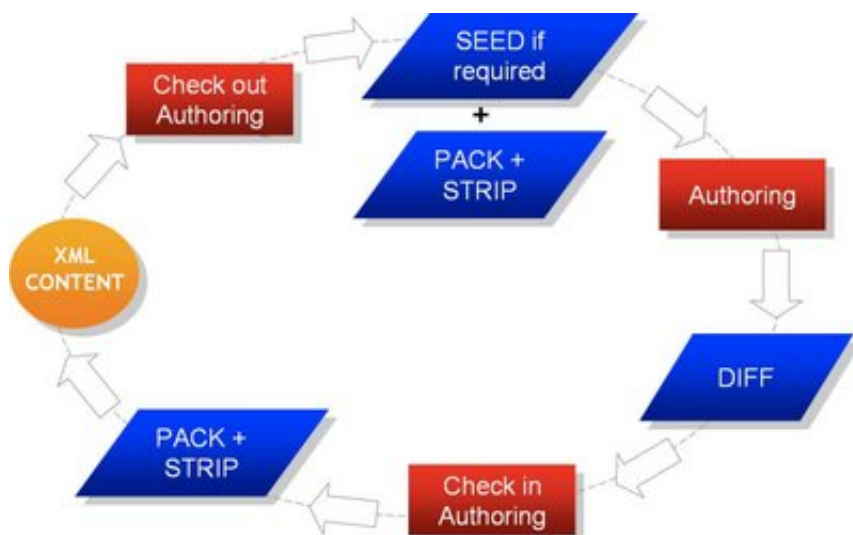 SEED if
required
+
PACK +
STRIP
Check out
Authoring
Authoring
XML
CONTENT
DIFF
PACK +
STRIP
Check in
Authoring